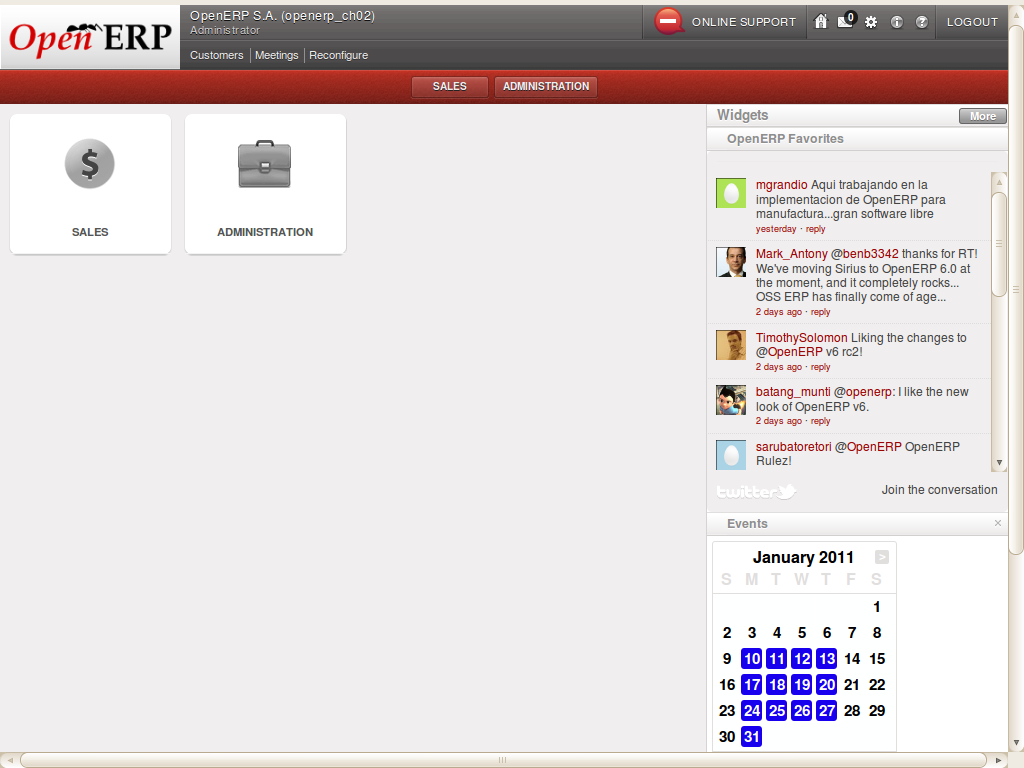 Open ERP
OpenERP S.A. (openerp_ch02)
Administrator
Customers Meetings Reconfigure
ONLINE SUPPORT
0
LOGOUT
SALES ADMINISTRATION
SALES
ADMINISTRATION
Widgets
More
OpenERP Favorites
mgrandio Aqui trabajando en la
implementacion de OpenERP para
manufactura...gran software libre
yesterday · reply
Mark_Antony @benb3342 thanks for RT!
We've moving Sirius to OpenERP 6.0 at
the moment, and it completely rocks...
OSS ERP has finally come of age...
2 days ago · reply
TimothySolomon Liking the changes to
@OpenERP v6 rc2!
2 days ago · reply
batang_munti @openerp: I like the new
look of OpenERP v6.
2 days ago · reply
sarubatoretori @OpenERP OpenERP
Rulez!
twitter
Join the conversation
Events
January 2011 >
S M T W T F S
1
2 3 4 5 6 7 8
9 10 11 12 13 14 15
16 17 18 19 20 21 22
23 24 25 26 27 28 29
30 31